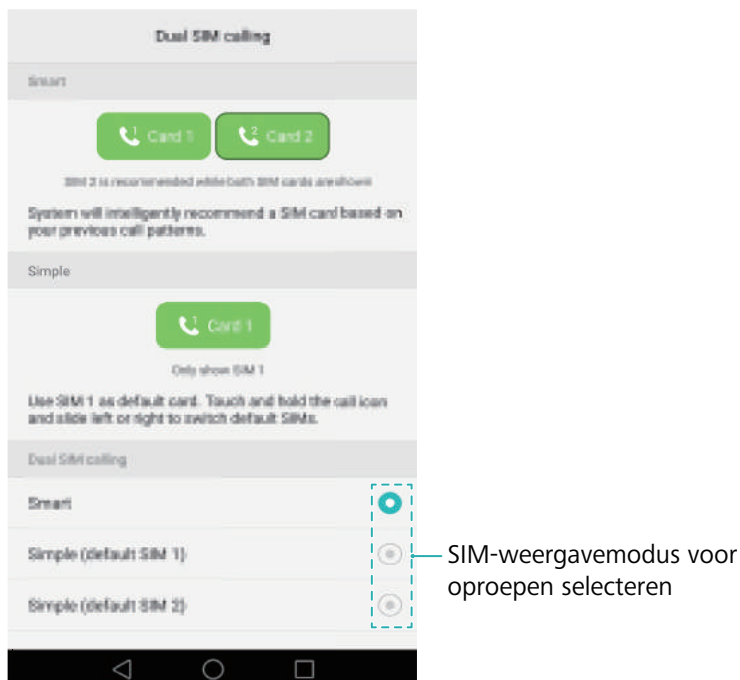 Dual SIM calling
Smart
1 Card 1
2 Card 2
SIM 2 is recommended while both SIM cards are shown
System will intelligently recommend a SIM card based on
your previous call patterns.
Simple
1 Card 1
Only show SIM 1
Use SIM 1 as default card. Touch and hold the call icon
and slide left or right to switch default SIMs.
Dual SIM calling
Smart
Simple (default SIM 1)
Simple (default SIM 2)
SIM-weergavemodus voor
oproepen selecteren